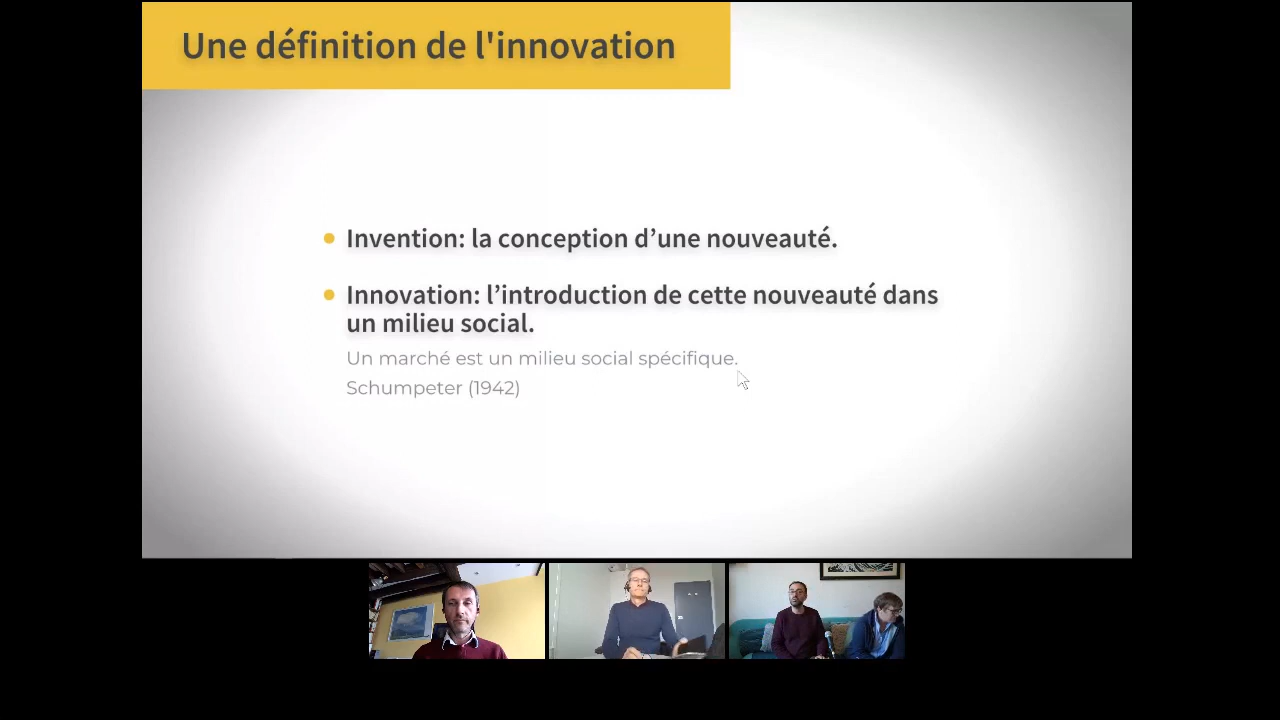 Une définition de l'innovation
Invention: la conception d’une nouveauté.
Innovation: l’introduction de cette nouveauté dans
un milieu social.
Un marché est un milieu social spécifique.
Schumpeter (1942)